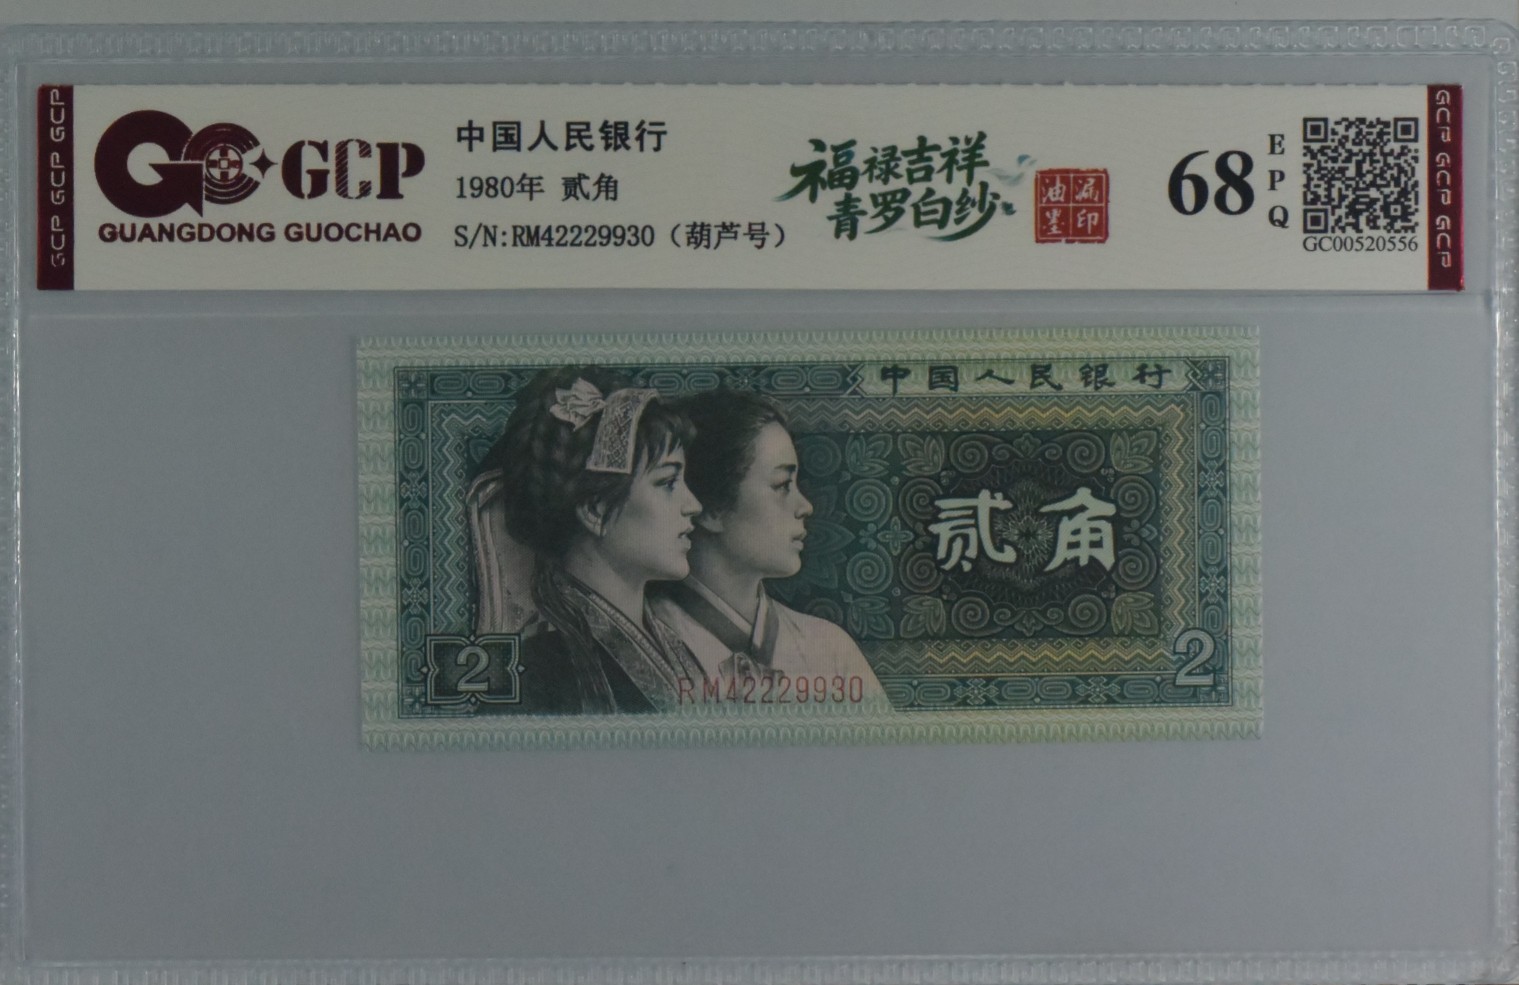 GCP
GUANGDONG GUOCHAO
GCP GCP GCP
中国人民银行
1980年 贰角
S/N:RM42229930（葫芦号）
福禄吉祥
青罗白纱
油漏
墨印
68
EPQ
GC00520556
GCP GCP GCP
中国人民银行
贰角
2
2
RM42229930